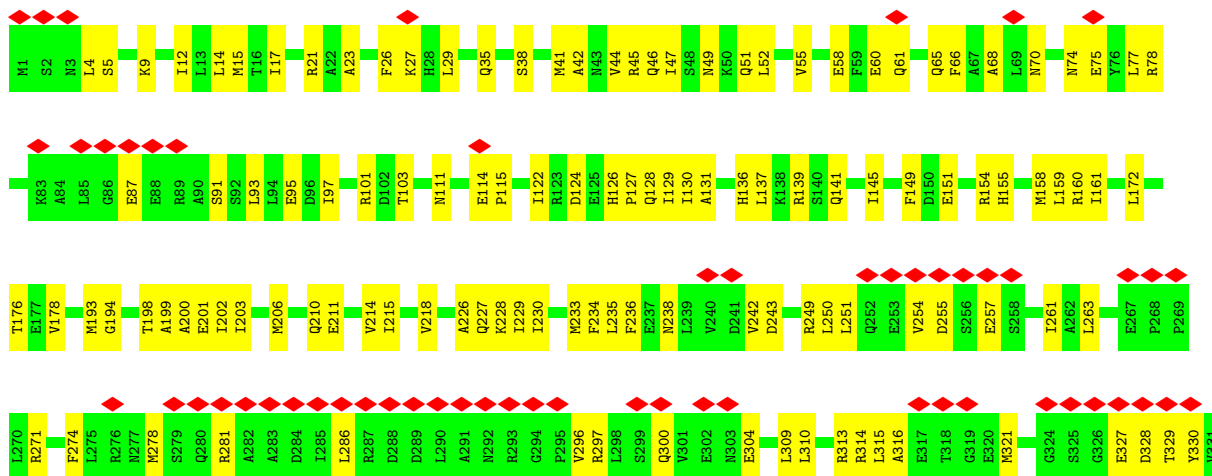 M1 S2 N3 L4 S5 K9 I12 L13 L14 M15 T16 I17 R21 A22 A23 F26 K27 H28 L29 Q35 S38 M41 A42 N43 V44 R45 Q46 I47 S48 N49 K50 Q51 L52 V55 E58 F59 E60 Q61 Q65 F66 A67 A68 L69 N70 N74 E75 Y76 L77 R78
K83 A84 L85 G86 E87 E88 R89 A90 S91 S92 L93 L94 E95 D96 I97 R101 D102 T103 N111 E114 P115 I122 R123 D124 E125 H126 P127 Q128 I129 I130 A131 H136 L137 K138 R139 S140 Q141 I145 F149 D150 E151 R154 H155 M158 L159 R160 I161 L172
T176 E177 V178 M193 G194 T198 A199 A200 E201 I202 I203 M206 Q210 E211 V214 I215 V218 A226 Q227 K228 I229 I230 M233 F234 L235 F236 E237 N238 L239 V240 D241 V242 D243 R249 L250 L251 Q252 E253 V254 D255 S256 E257 S258 I261 A262 L263 E267 P268 P269
L270 R271 F274 L275 R276 N277 M278 S279 Q280 R281 A282 A283 D284 I285 L286 R287 D288 D289 L290 A291 N292 R293 G294 P295 V296 R297 L298 S299 Q300 V301 E302 N303 E304 L309 L310 R313 R314 L315 A316 E317 T318 G319 E320 M321 G324 S325 G326 E327 D328 T329 Y330 V331